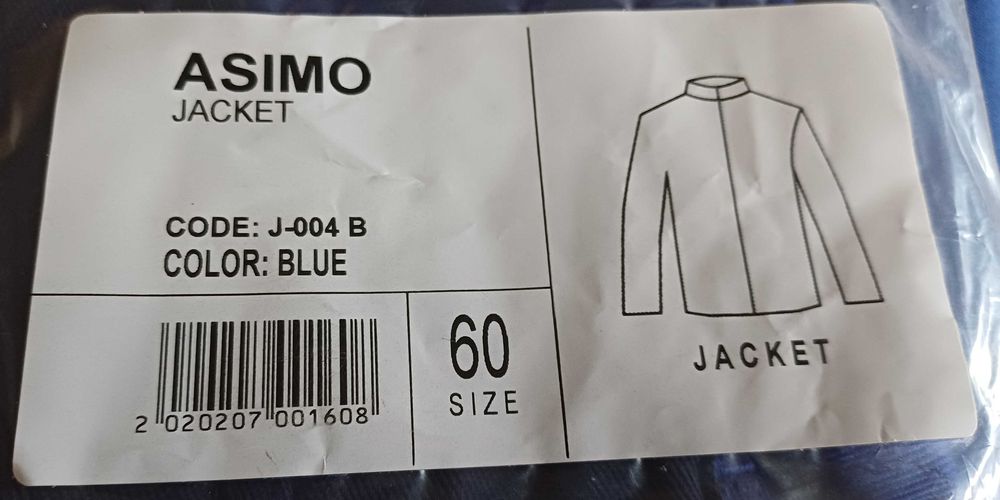 ASIMO
JACKET
CODE: J-004 B
COLOR: BLUE
2 020207 001608
60
SIZE
JACKET